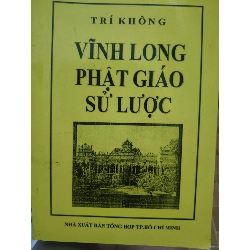 TRÍ KHÔNG
VĨNH LONG
PHẬT GIÁO
SỬ LƯỢC
NHÀ XUẤT BẢN TỔNG HỢP TP.HỒ CHÍ MINH